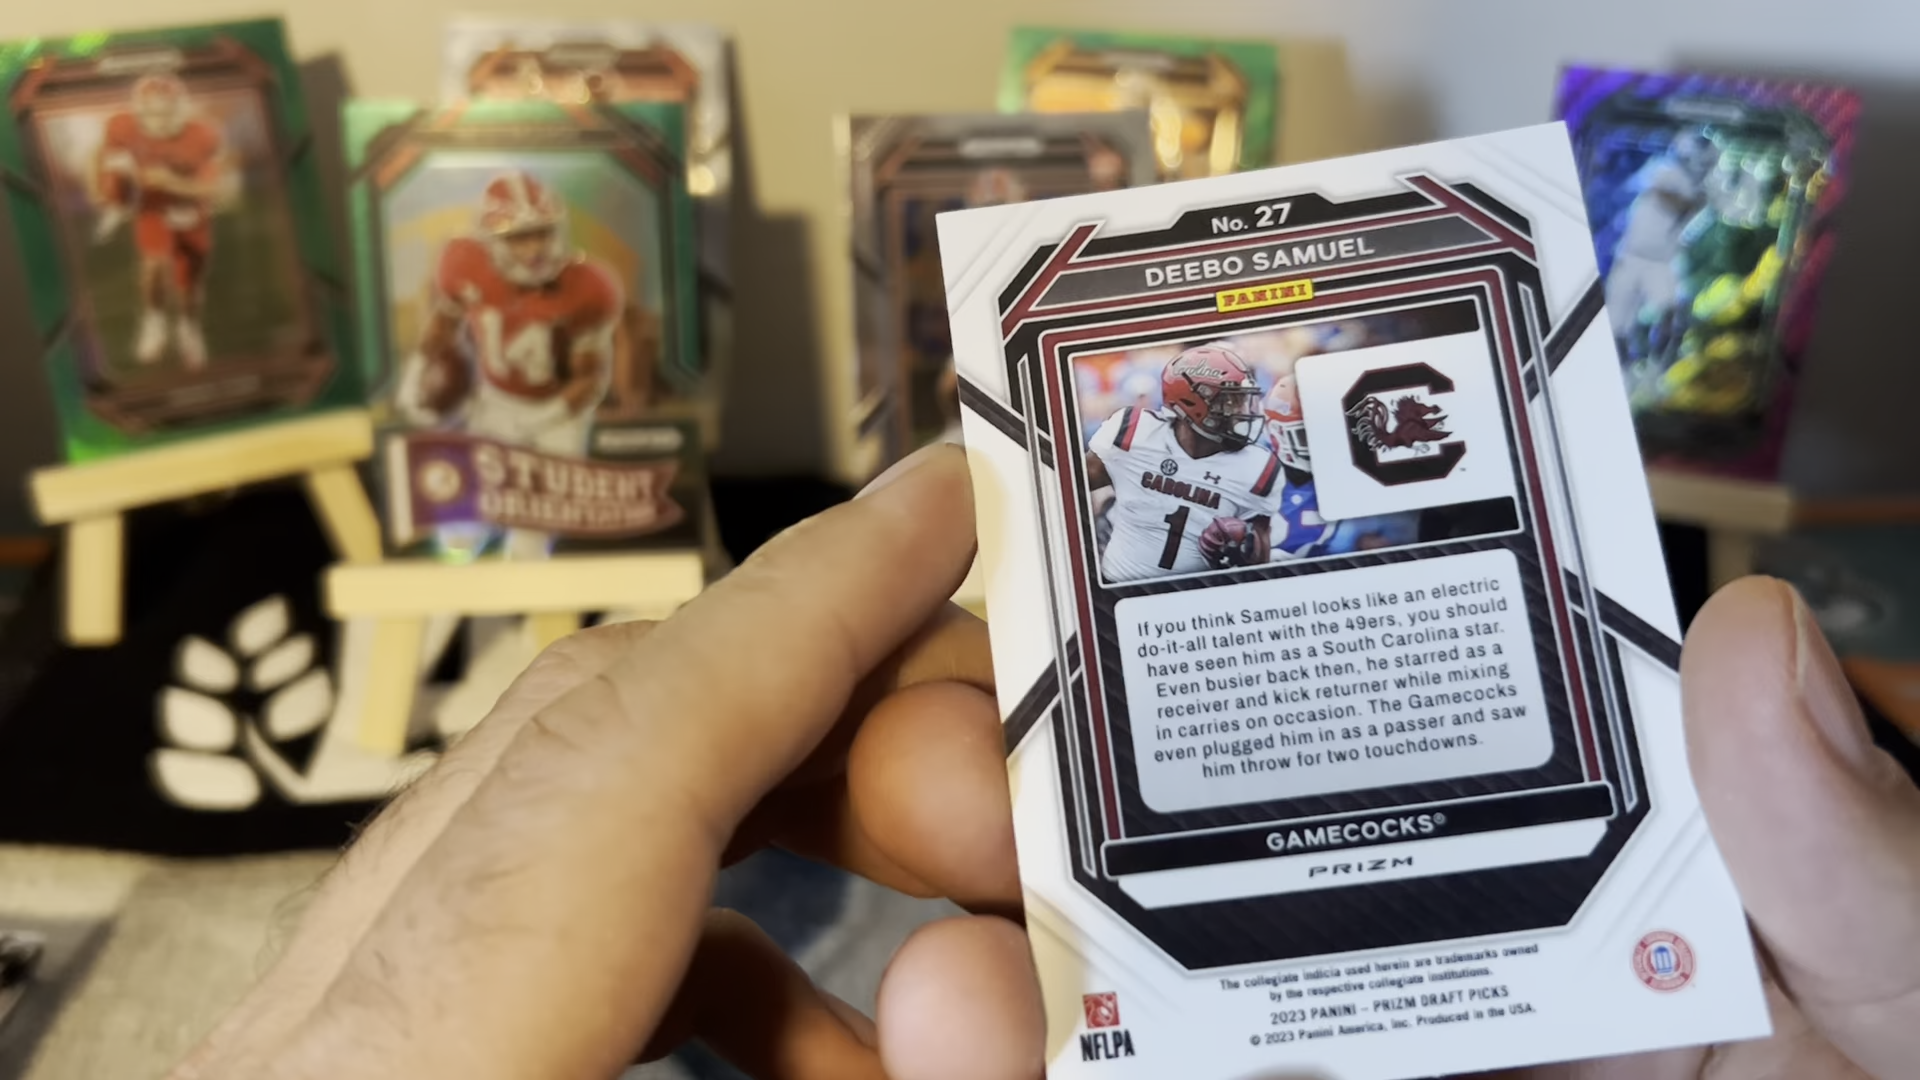 No. 27
DEEBO SAMUEL
PANINI
Carolina
SEC
CAROLINA
1
C
If you think Samuel looks like an electric
do-it-all talent with the 49ers, you should
have seen him as a South Carolina star.
Even busier back then, he starred as a
receiver and kick returner while mixing
in carries on occasion. The Gamecocks
even plugged him in as a passer and saw
him throw for two touchdowns.
GAMECOCKS®
PRIZM
The collegiate indicia used herein are trademarks owned
by the respective collegiate institutions.
2023 PANINI – PRIZM DRAFT PICKS
© 2023 Panini America, Inc. Produced in the USA.
NFLPA
14
STUDENT
ORIENTATION